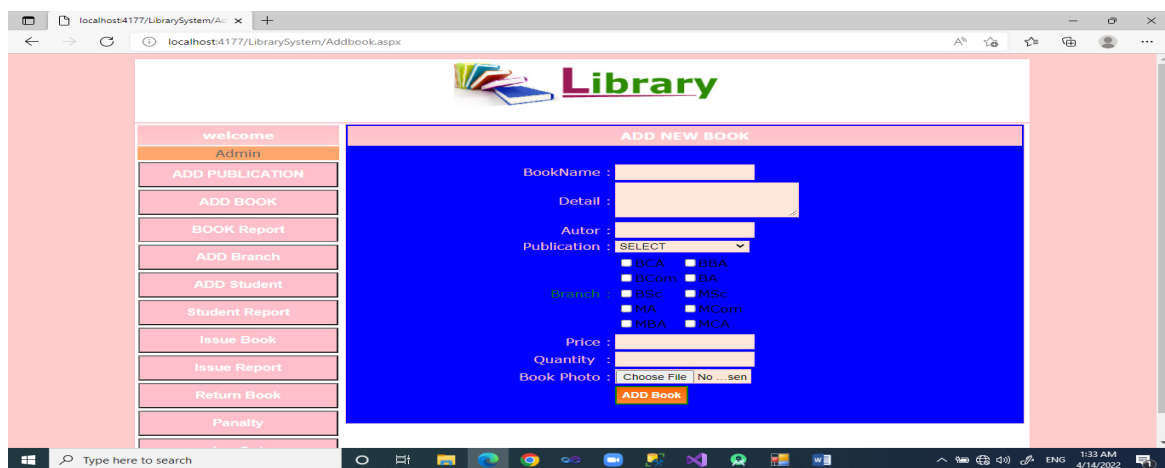 localhost:4177/LibrarySystem/Ad
localhost:4177/LibrarySystem/Addbook.aspx
Library
welcome
Admin
ADD PUBLICATION
ADD BOOK
BOOK Report
ADD Branch
ADD Student
Student Report
Issue Book
Issue Report
Return Book
Panalty
ADD NEW BOOK
BookName :
Detail :
Autor :
Publication : SELECT
Branch :
BCA BBA
BCom BA
BSc MSc
MA MCom
MBA MCA
Price :
Quantity :
Book Photo : Choose File No ...sen
ADD Book
Type here to search
ENG
1:33 AM
4/14/2022